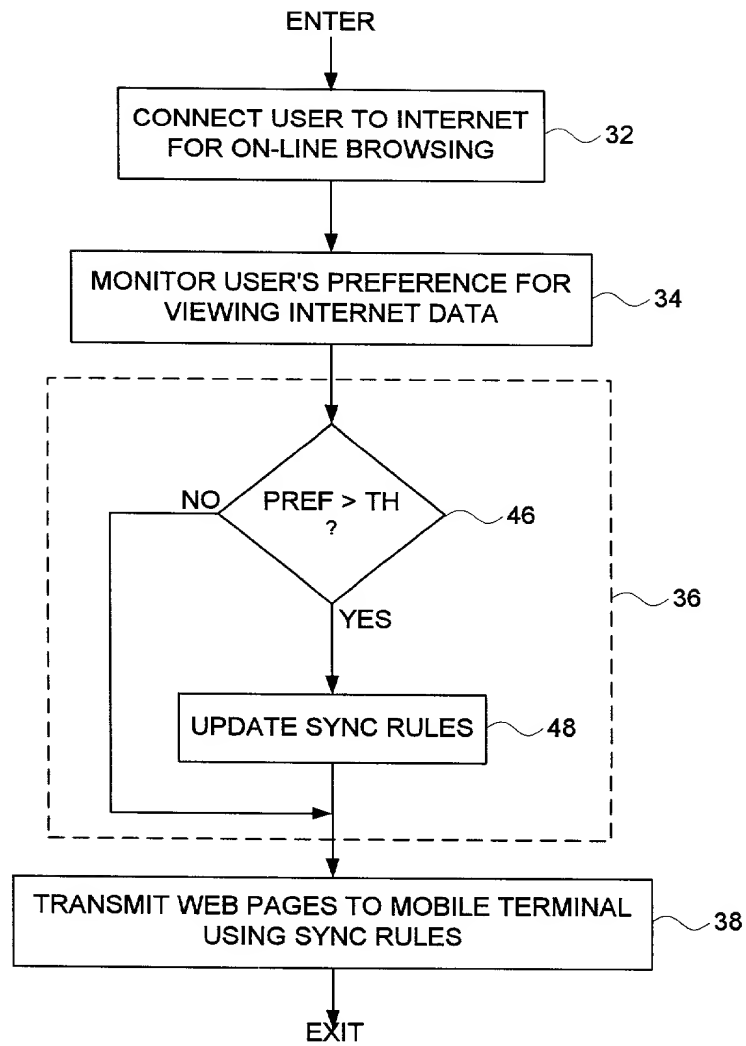 ENTER
CONNECT USER TO INTERNET
FOR ON-LINE BROWSING
32
MONITOR USER'S PREFERENCE FOR
VIEWING INTERNET DATA
34
NO
PREF > TH
?
46
36
YES
UPDATE SYNC RULES
48
TRANSMIT WEB PAGES TO MOBILE TERMINAL
USING SYNC RULES
38
EXIT